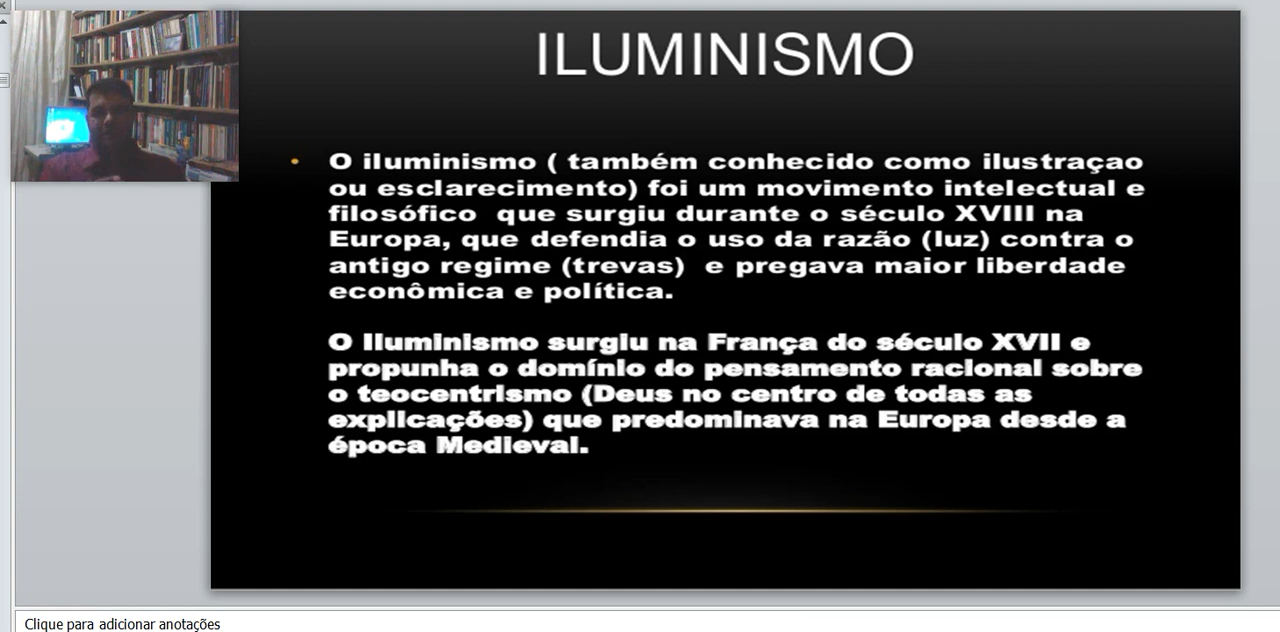 ILUMINISMO
• O iluminismo ( também conhecido como ilustraçao
ou esclarecimento) foi um movimento intelectual e
filosófico que surgiu durante o século XVIII na
Europa, que defendia o uso da razão (luz) contra o
antigo regime (trevas) e pregava maior liberdade
econômica e política.
O Iluminismo surgiu na França do século XVII e
propunha o domínio do pensamento racional sobre
o teocentrismo (Deus no centro de todas as
explicações) que predominava na Europa desde a
época Medieval.
Clique para adicionar anotações